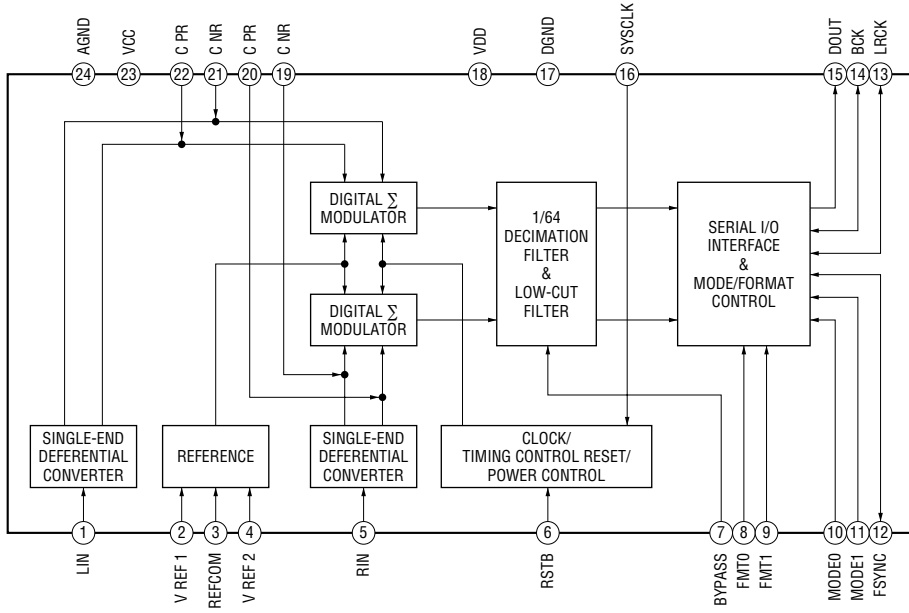 AGND
VCC
C PR
C NR
C PR
C NR
VDD
DGND
SYSCLK
DOUT
BCK
LRCK
24
23
22
21
20
19
18
17
16
15
14
13
DIGITAL Σ
MODULATOR
1/64
DECIMATION
FILTER
&
LOW-CUT
FILTER
SERIAL I/O
INTERFACE
&
MODE/FORMAT
CONTROL
DIGITAL Σ
MODULATOR
SINGLE-END
DEFERENTIAL
CONVERTER
REFERENCE
SINGLE-END
DEFERENTIAL
CONVERTER
CLOCK/
TIMING CONTROL RESET/
POWER CONTROL
1
2
3
4
5
6
7
8
9
10
11
12
LIN
V REF 1
REFCOM
V REF 2
RIN
RSTB
BYPASS
FMT0
FMT1
MODE0
MODE1
FSYNC